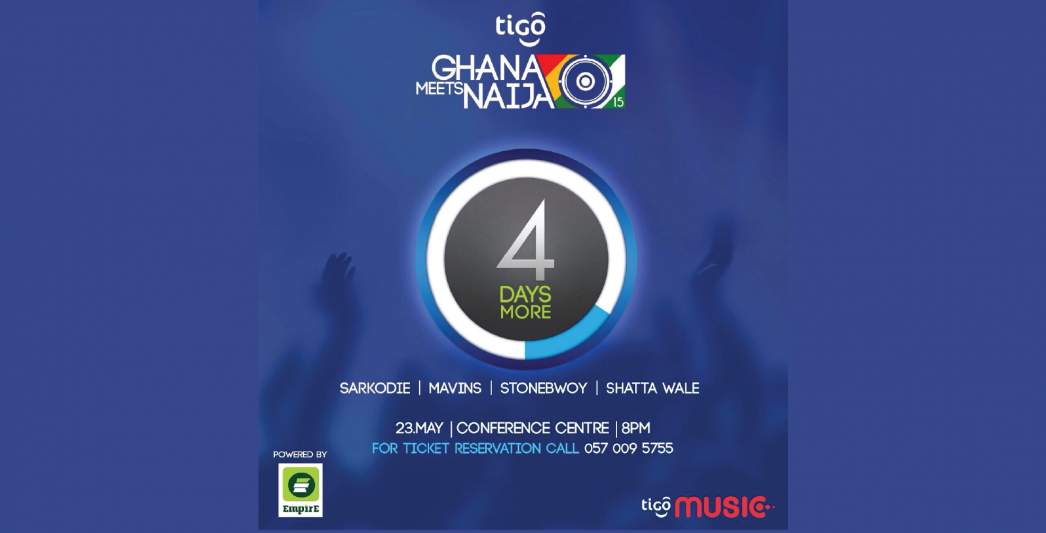 tigo
GHANA
MEETS NAIJA
15
4
DAYS
MORE
SARKODIE | MAVINS | STONEBWOY | SHATTA WALE
23.MAY | CONFERENCE CENTRE | 8PM
FOR TICKET RESERVATION CALL 057 009 5755
POWERED BY
EmpirE
tigo MUSIC